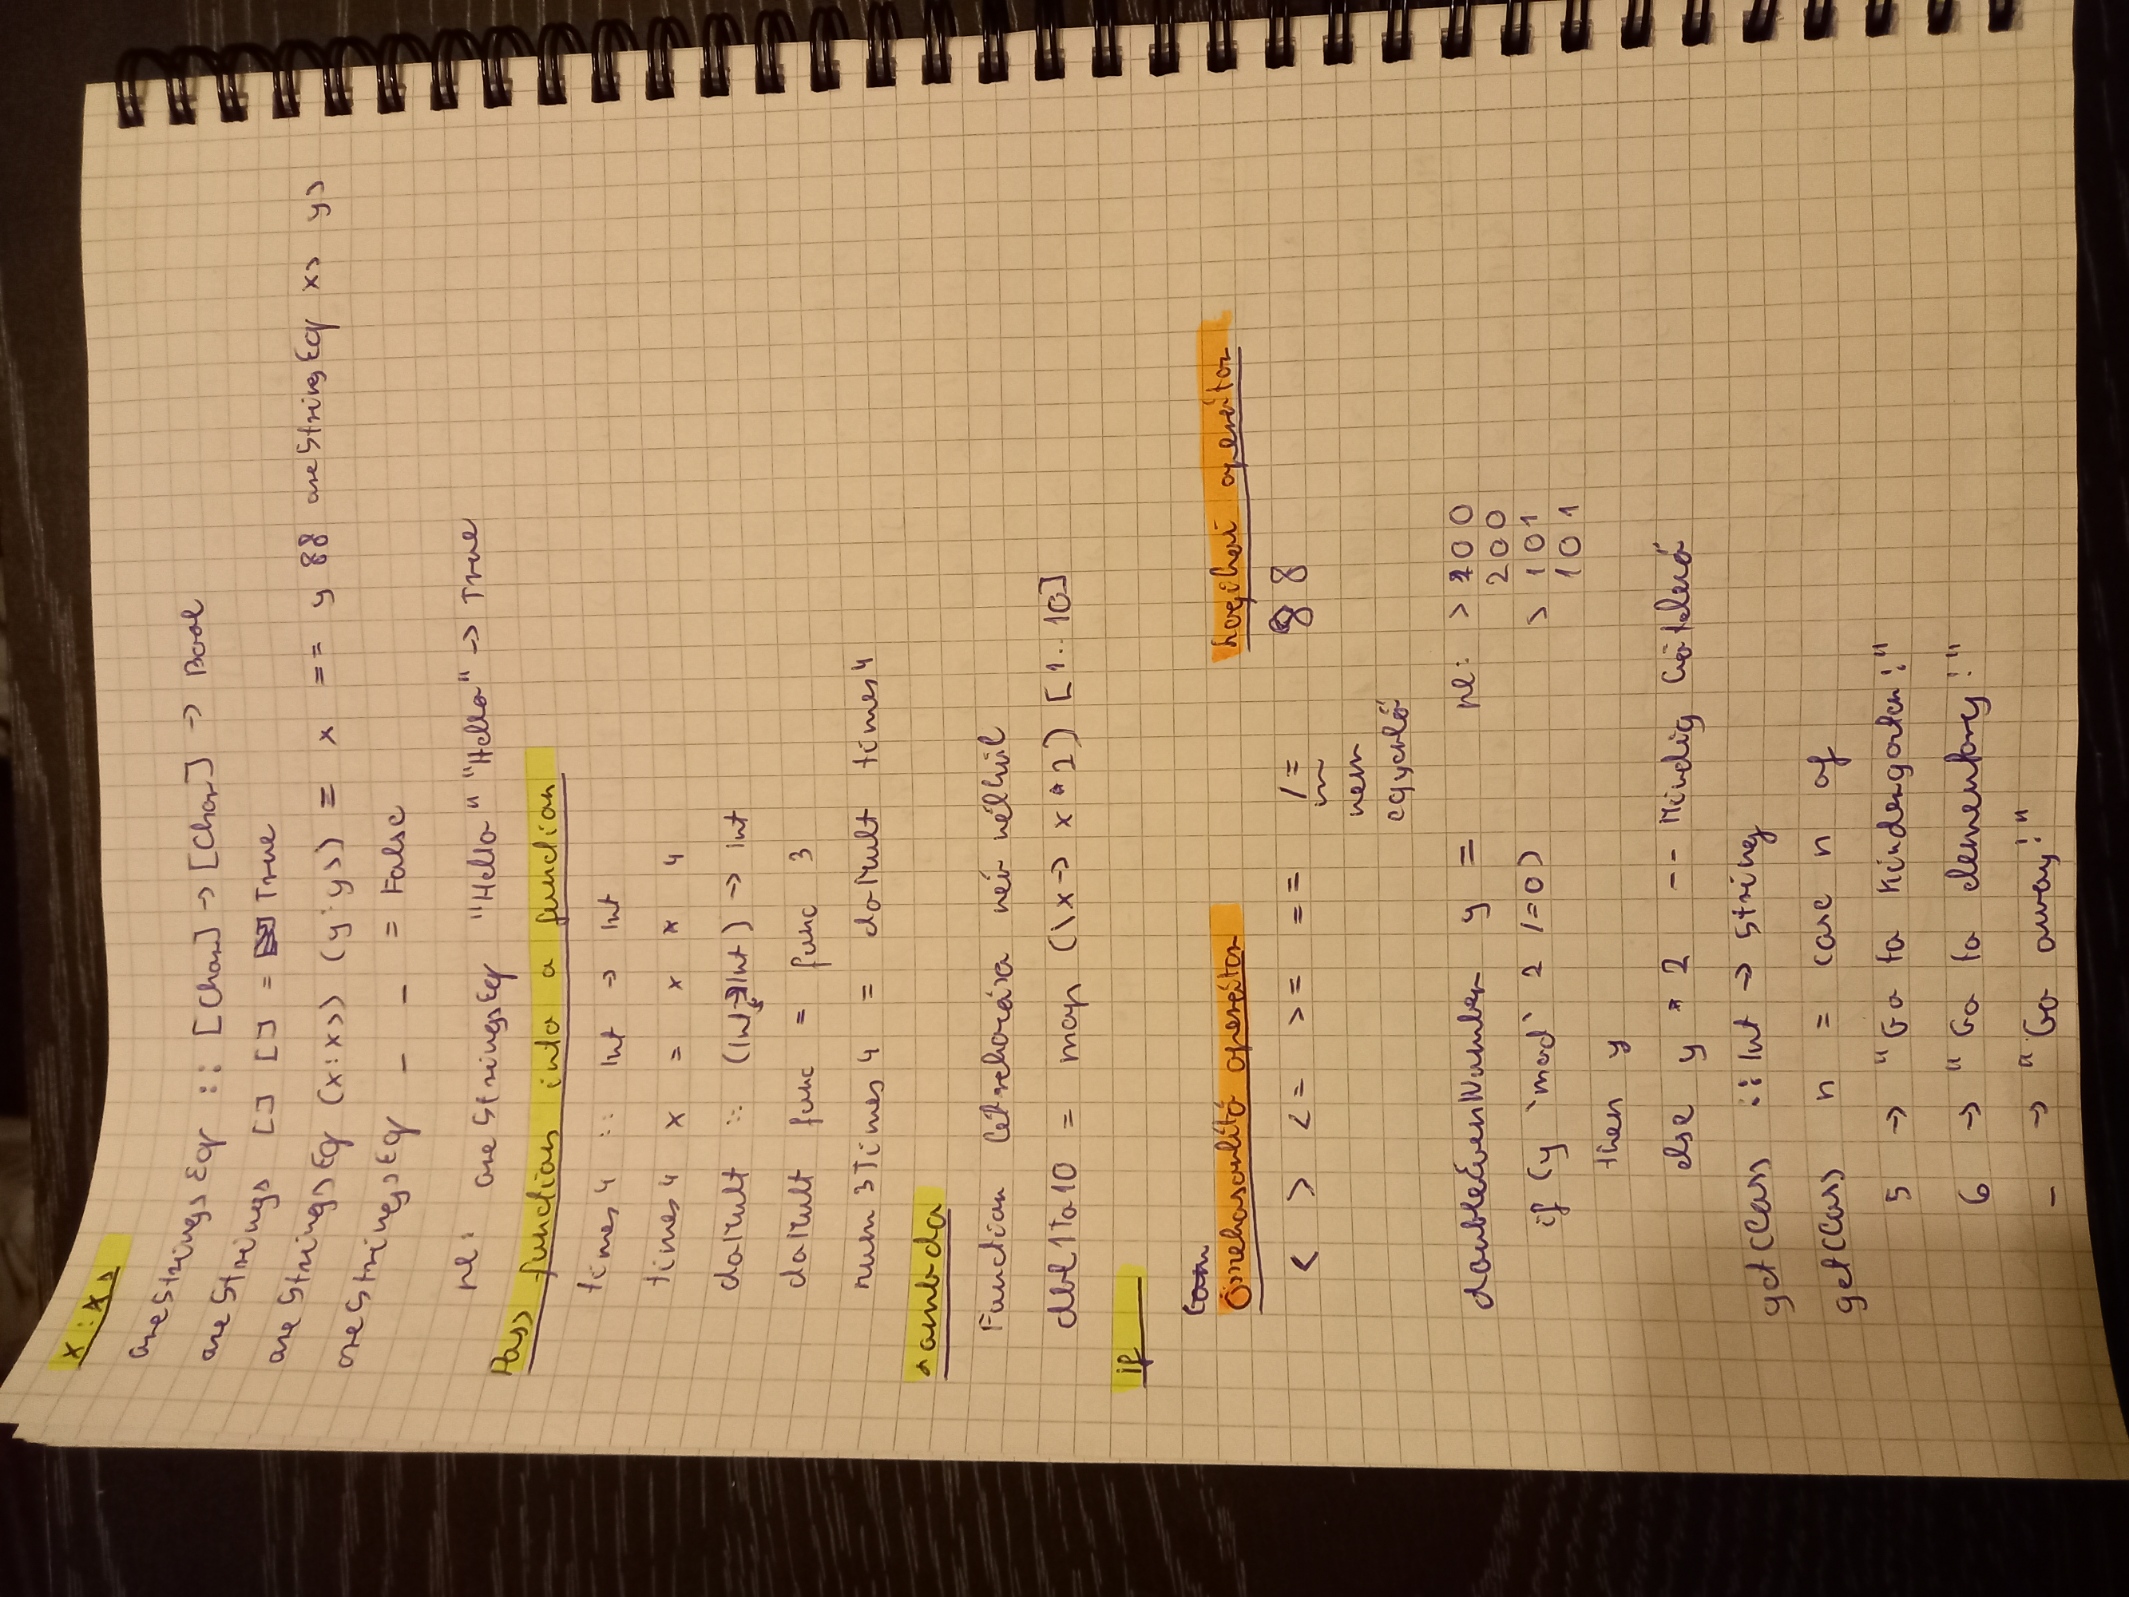 x:xs
areStringsEq :: [Char] -> [Char] -> Bool
areStrings [] [] = True
areStringsEq (x:xs) (y:ys) = x == y && areStringEq xs ys
areStringsEq _ _ = False
pl: areStringsEq "Hello" "Hello" -> True
Pass function into a function
times4 :: Int -> Int
times4 x = x * 4
doMult :: (Int->Int) -> int
doMult func = func 3
num3Times4 = doMult times4
Lambda
Function létrehozása név nélkül
dbl1To10 = map (\x-> x*2) [1..10]
if
Összehasonlító operátor Logikai operátor
< > <= >= == /= &&
nem
egyenlő
doubleEvenNumber y = pl: > 100
200
if (y `mod` 2 /=0) > 101
101
then y
else y * 2 -- Mindig kötelező
getClass :: Int -> String
getClass n = case n of
5 -> "Go to Kindergarten!"
6 -> "Go to elementary!"
_ -> "Go away!"